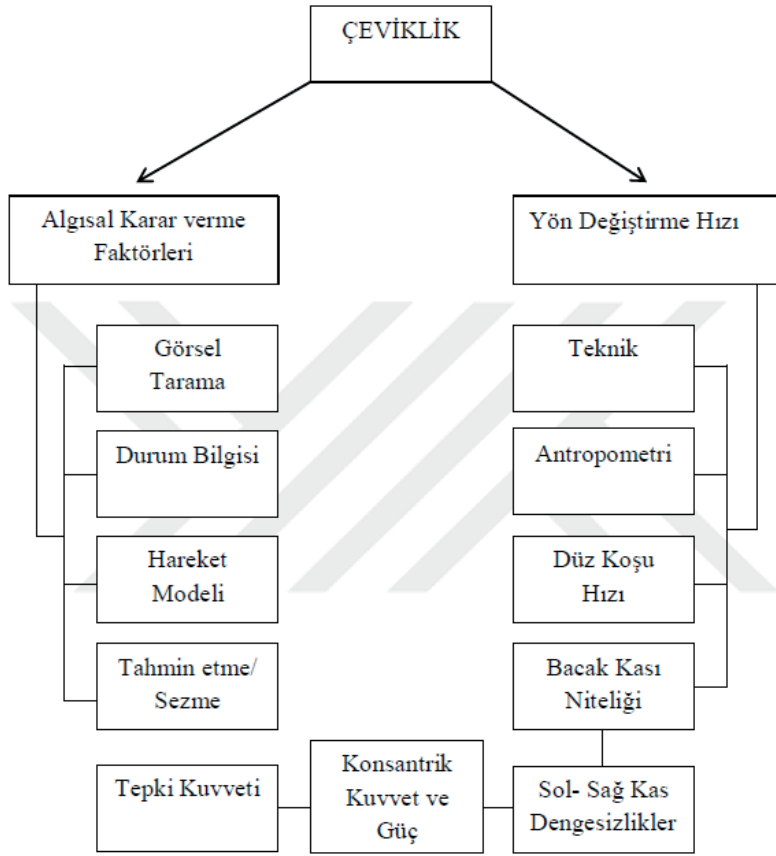 ÇEVİKLİK
Algısal Karar verme
Faktörleri
Yön Değiştirme Hızı
Görsel
Tarama
Teknik
Durum Bilgisi
Antropometri
Hareket
Modeli
Düz Koşu
Hızı
Tahmin etme/
Sezme
Bacak Kası
Niteliği
Tepki Kuvveti
Konsantrik
Kuvvet ve
Güç
Sol- Sağ Kas
Dengesizlikler